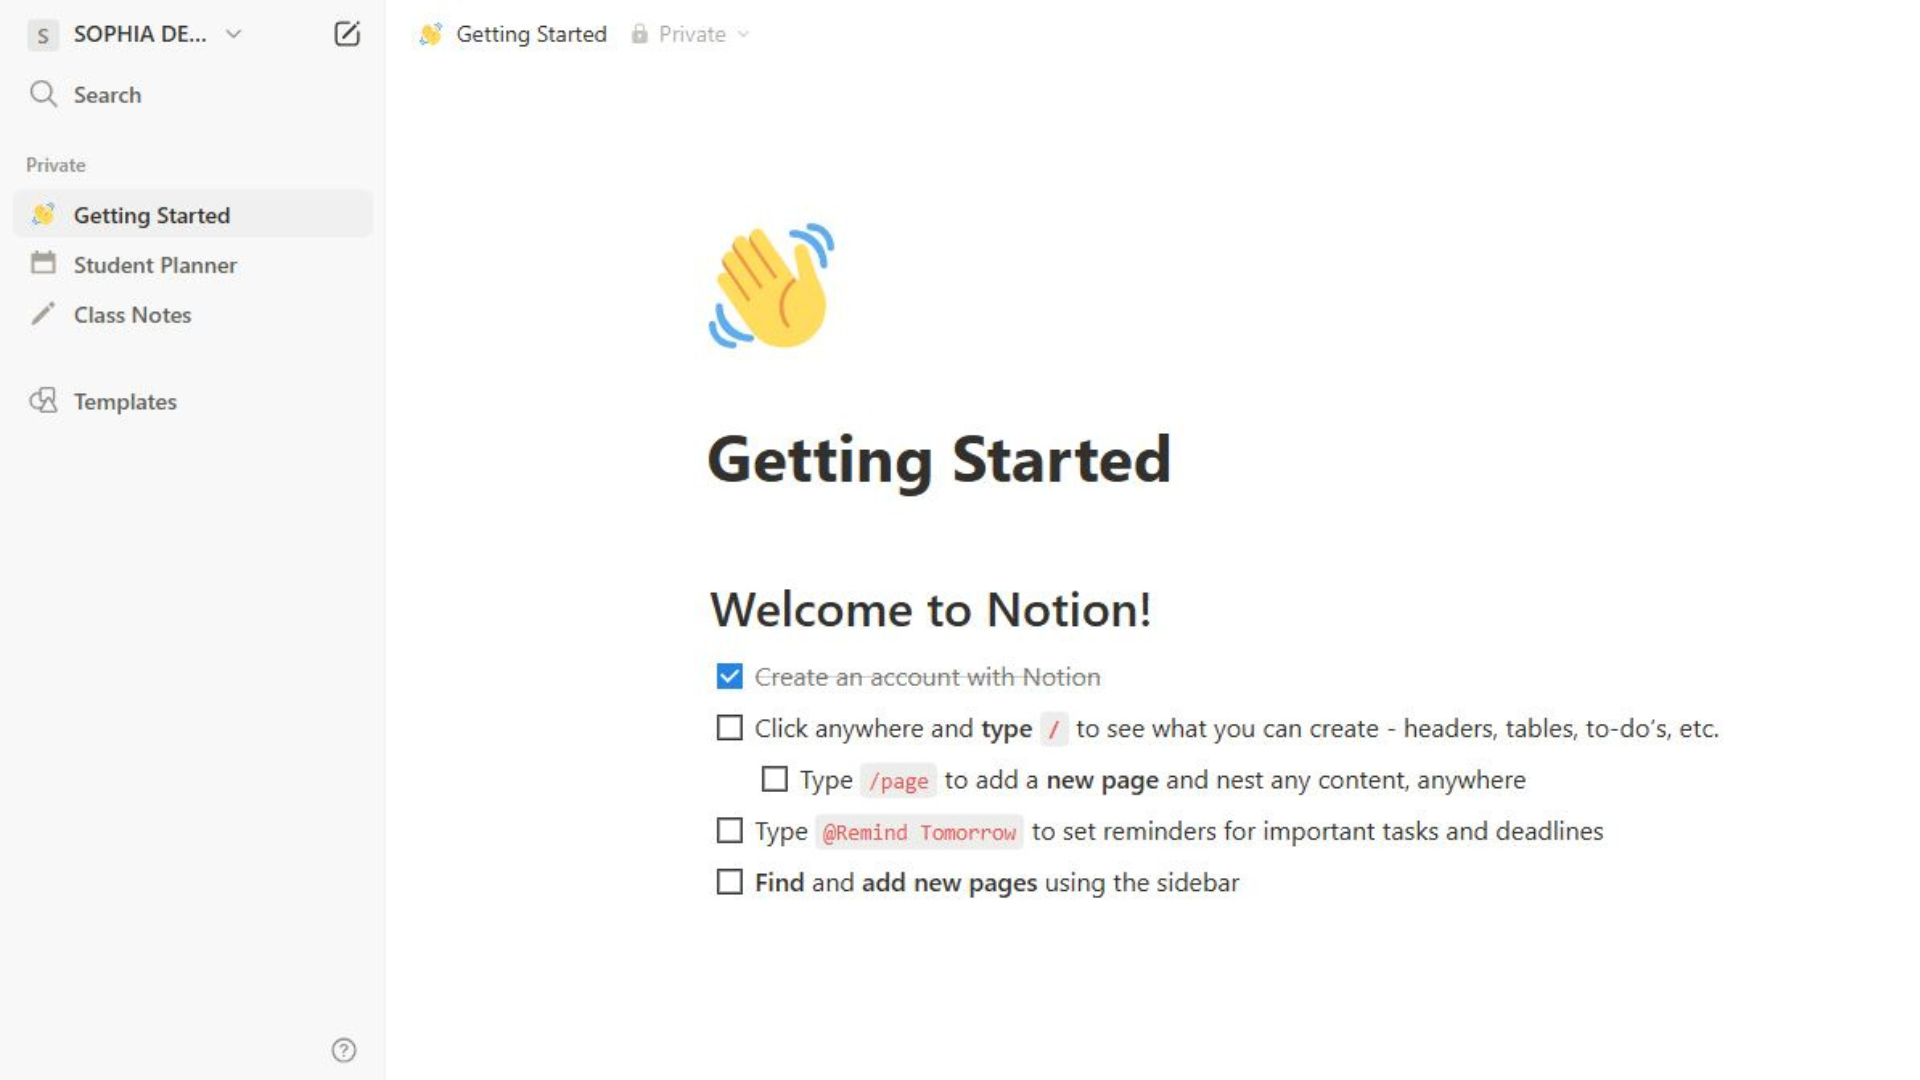 S SOPHIA DE...
Search
Private
Getting Started
Student Planner
Class Notes
Templates
Getting Started Private
Getting Started
Welcome to Notion!
Create an account with Notion
Click anywhere and type / to see what you can create - headers, tables, to-do’s, etc.
Type /page to add a new page and nest any content, anywhere
Type @Remind Tomorrow to set reminders for important tasks and deadlines
Find and add new pages using the sidebar